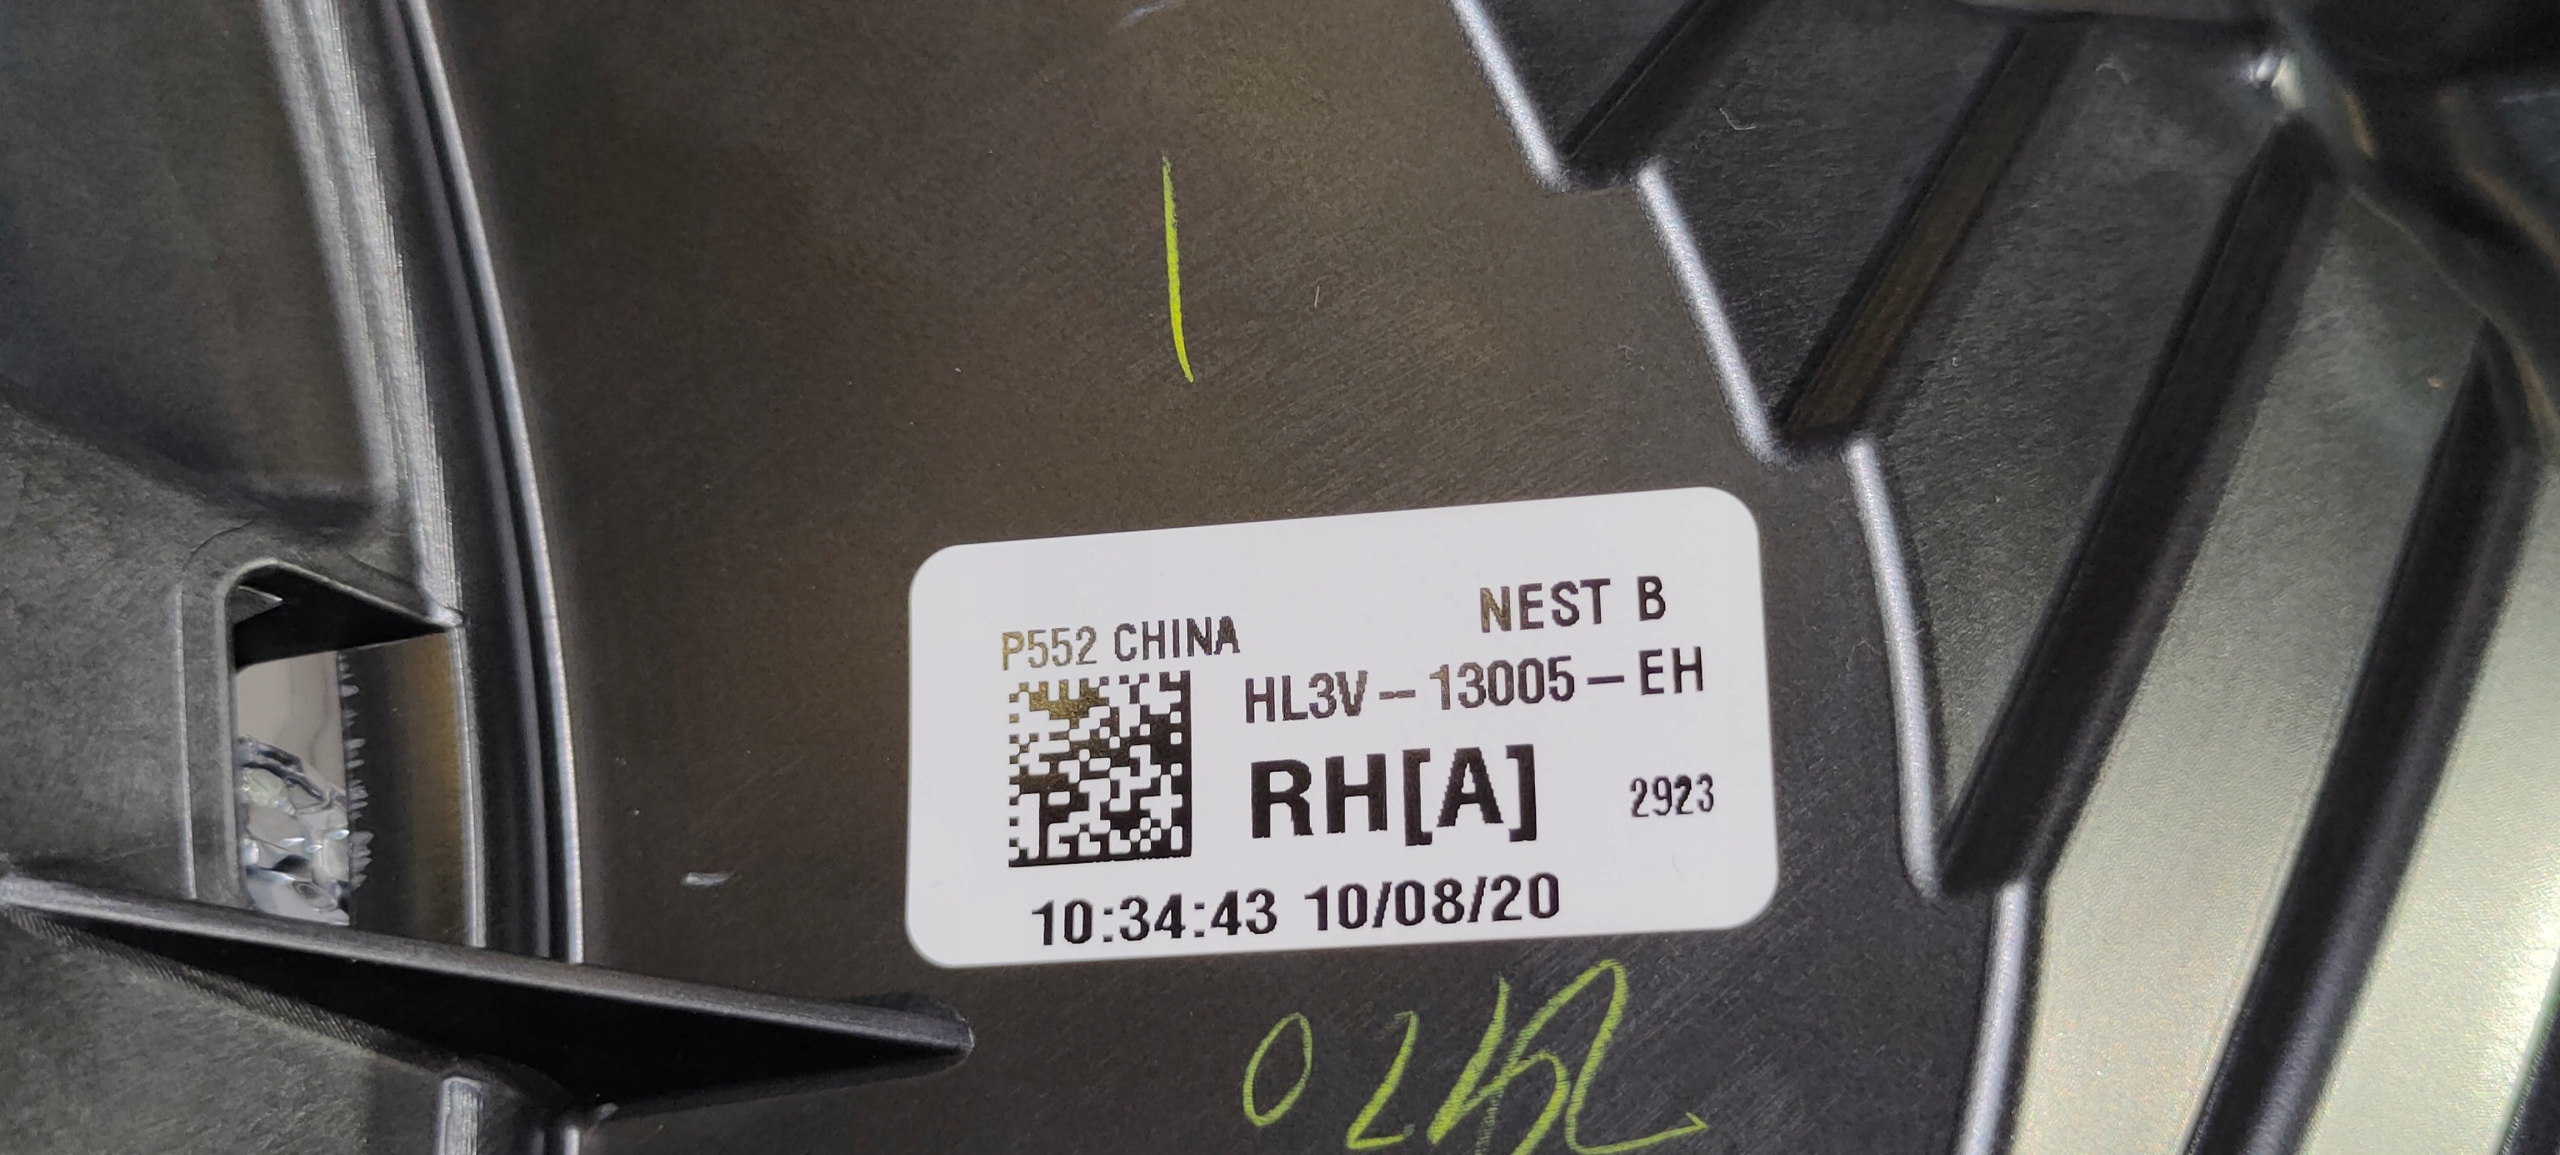 P552 CHINA
NEST B
HL3V-13005-EH
RH[A]
2923
10:34:43 10/08/20